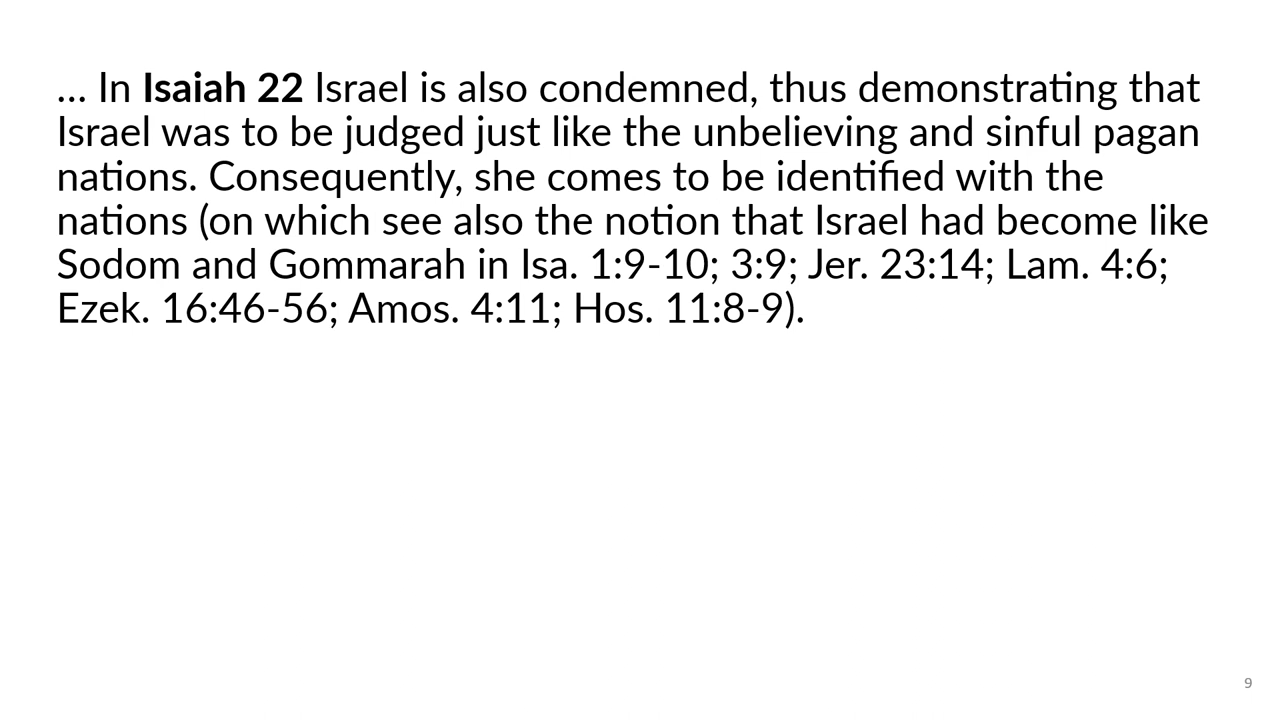 … In Isaiah 22 Israel is also condemned, thus demonstrating that
Israel was to be judged just like the unbelieving and sinful pagan
nations. Consequently, she comes to be identified with the
nations (on which see also the notion that Israel had become like
Sodom and Gommarah in Isa. 1:9-10; 3:9; Jer. 23:14; Lam. 4:6;
Ezek. 16:46-56; Amos. 4:11; Hos. 11:8-9).
9